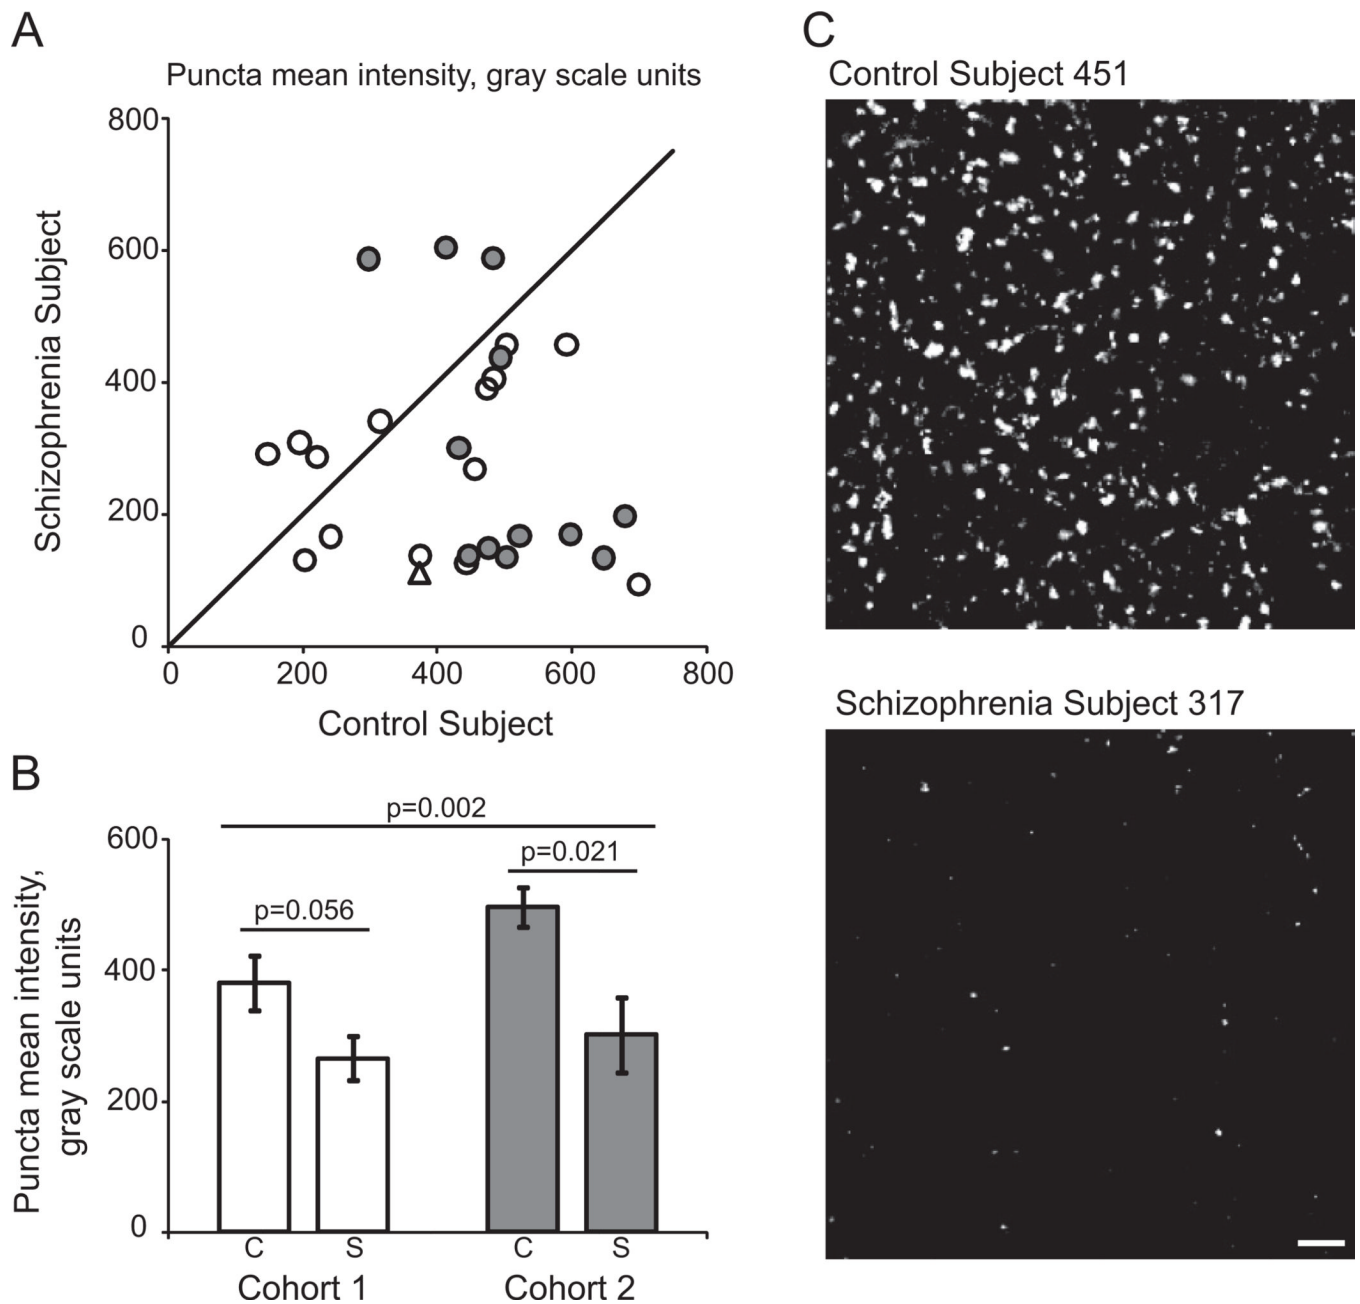 A
Puncta mean intensity, gray scale units
800
600
400
200
0
Schizophrenia Subject
0 200 400 600 800
Control Subject
B
p=0.002
p=0.021
p=0.056
600
400
200
0
Puncta mean intensity,
gray scale units
C S C S
Cohort 1 Cohort 2
C
Control Subject 451
Schizophrenia Subject 317